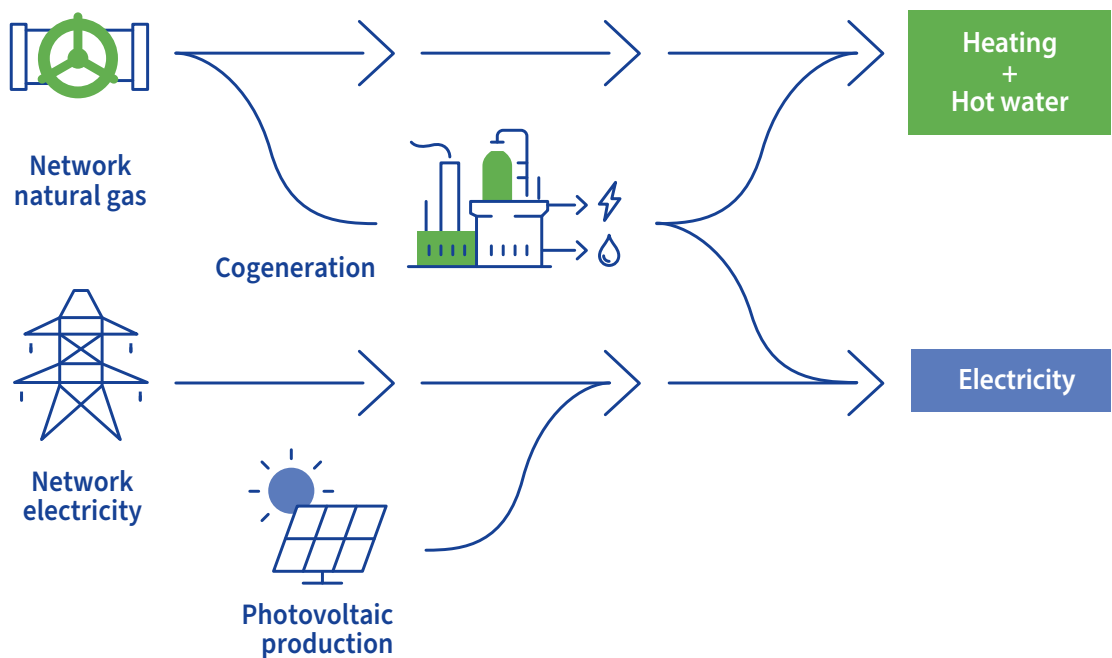 Heating
+
Hot water
Network
natural gas
Cogeneration
Electricity
Network
electricity
Photovoltaic
production